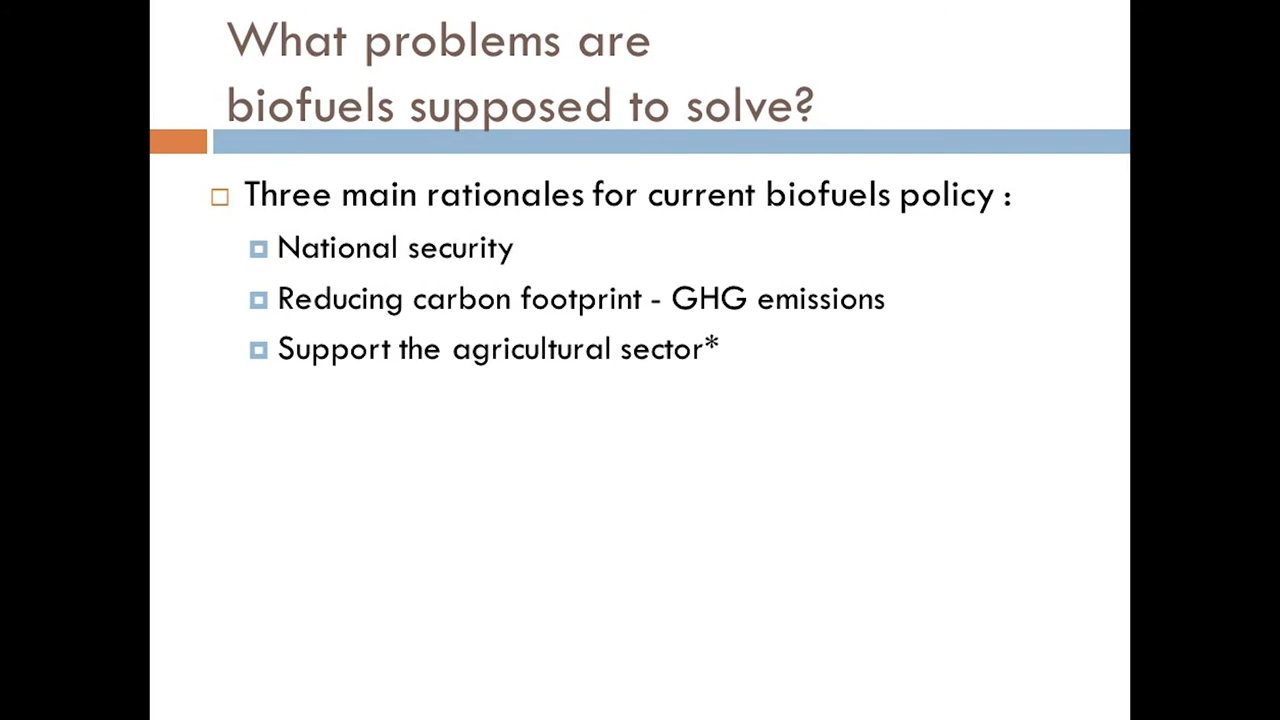 What problems are
biofuels supposed to solve?
Three main rationales for current biofuels policy :
National security
Reducing carbon footprint - GHG emissions
Support the agricultural sector*